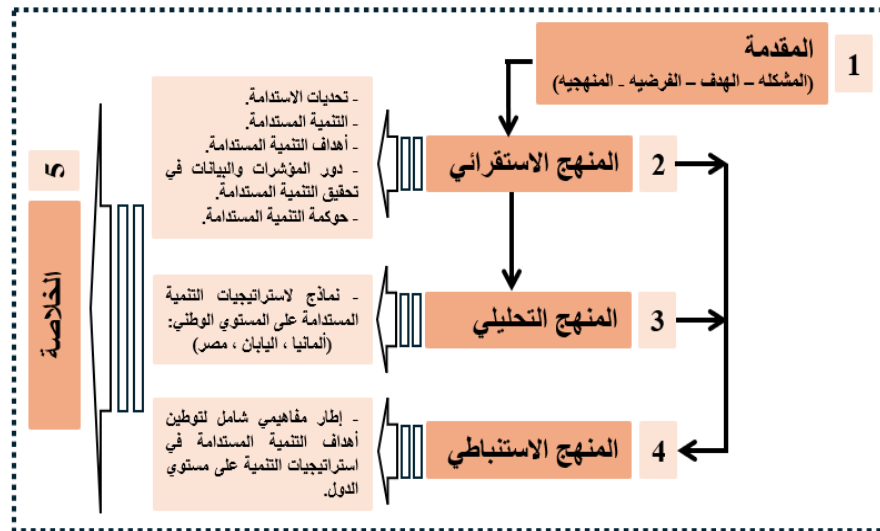 1
المقدمة
(المشكله – الهدف – الفرضيه - المنهجيه)
2
المنهج الاستقرائي
- تحديات الاستدامة.
- التنمية المستدامة.
- أهداف التنمية المستدامة.
- دور المؤشرات والبيانات في
تحقيق التنمية المستدامة.
- حوكمة التنمية المستدامة.
3
المنهج التحليلي
- نماذج لاستراتيجيات التنمية
المستدامة على المستوي الوطني:
(ألمانيا ، اليابان ، مصر)
4
المنهج الاستنباطي
- إطار مفاهيمي شامل لتوطين
أهداف التنمية المستدامة في
استراتيجيات التنمية على مستوي
الدول.
5
الخلاصة